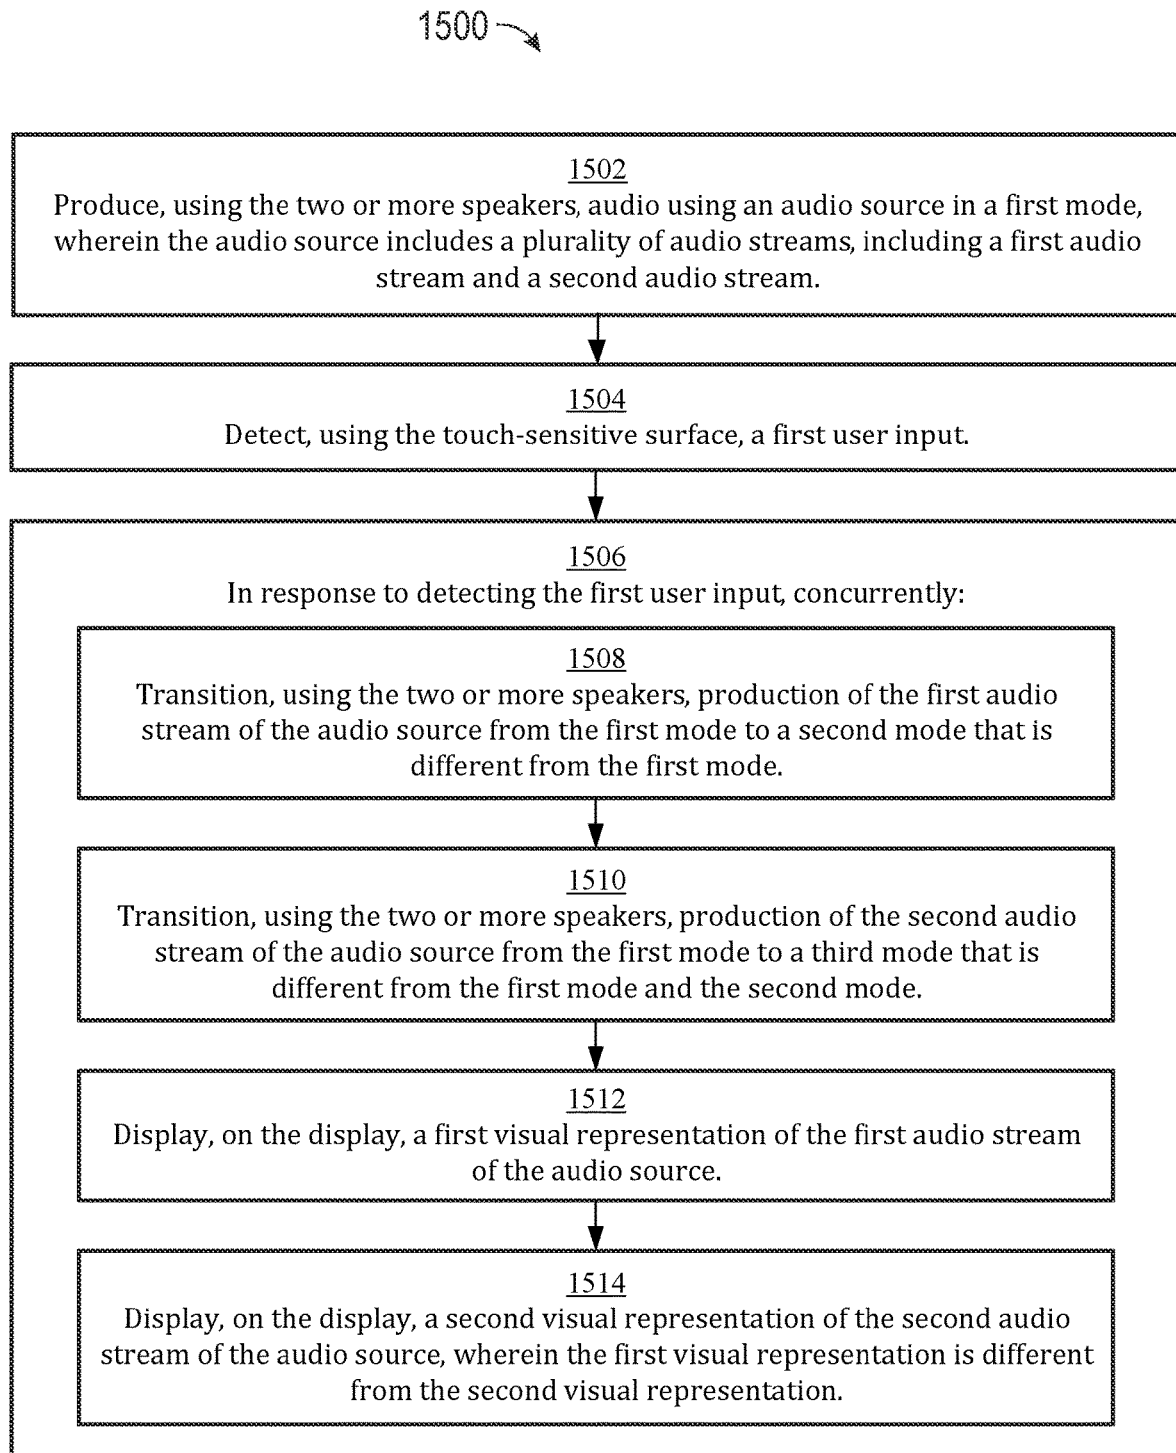 1500
1502
Produce, using the two or more speakers, audio using an audio source in a first mode,
wherein the audio source includes a plurality of audio streams, including a first audio
stream and a second audio stream.
1504
Detect, using the touch-sensitive surface, a first user input.
1506
In response to detecting the first user input, concurrently:
1508
Transition, using the two or more speakers, production of the first audio
stream of the audio source from the first mode to a second mode that is
different from the first mode.
1510
Transition, using the two or more speakers, production of the second audio
stream of the audio source from the first mode to a third mode that is
different from the first mode and the second mode.
1512
Display, on the display, a first visual representation of the first audio stream
of the audio source.
1514
Display, on the display, a second visual representation of the second audio
stream of the audio source, wherein the first visual representation is different
from the second visual representation.